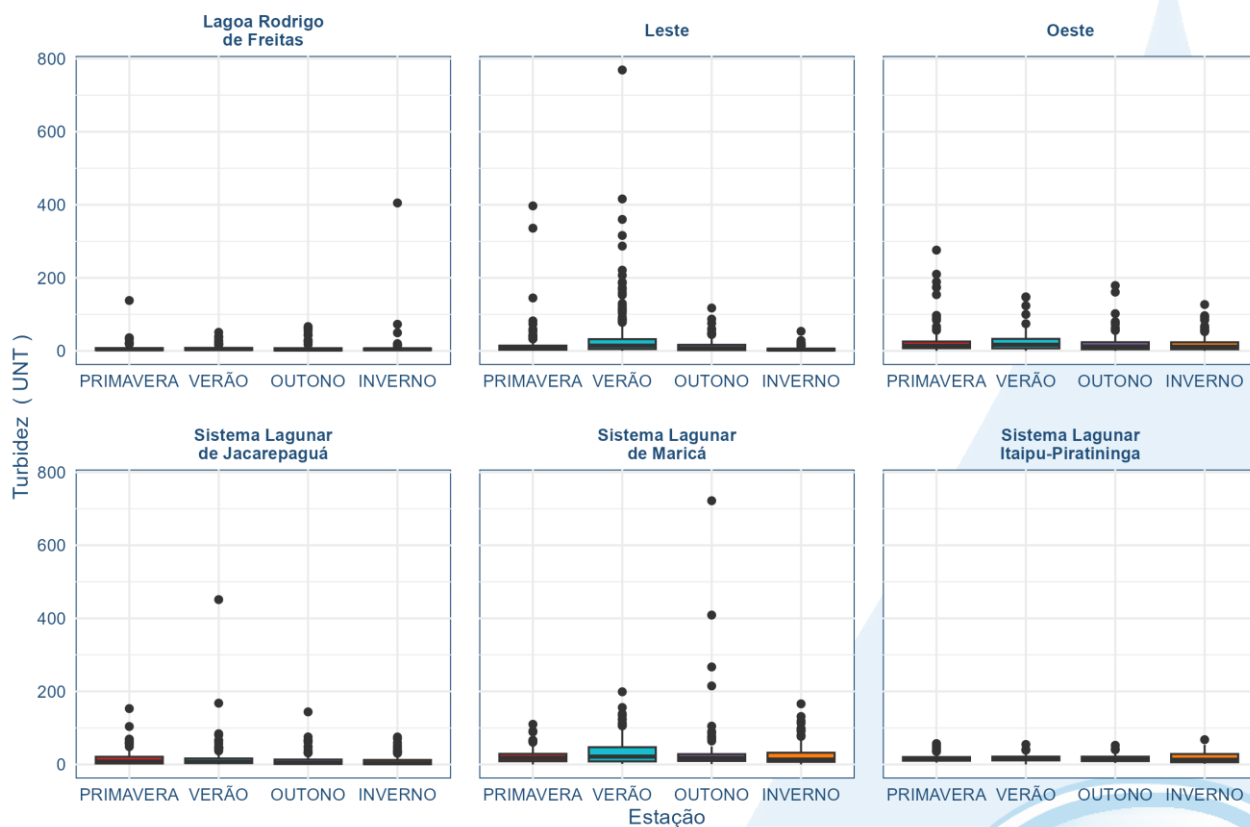 Lagoa Rodrigo
de Freitas
Leste
Oeste
800
600
400
200
0
PRIMAVERA VERÃO OUTONO INVERNO
PRIMAVERA VERÃO OUTONO INVERNO
PRIMAVERA VERÃO OUTONO INVERNO
Turbidez ( UNT )
Sistema Lagunar
de Jacarepaguá
Sistema Lagunar
de Maricá
Sistema Lagunar
Itaipu-Piratininga
800
600
400
200
0
PRIMAVERA VERÃO OUTONO INVERNO
PRIMAVERA VERÃO OUTONO INVERNO
PRIMAVERA VERÃO OUTONO INVERNO
Estação